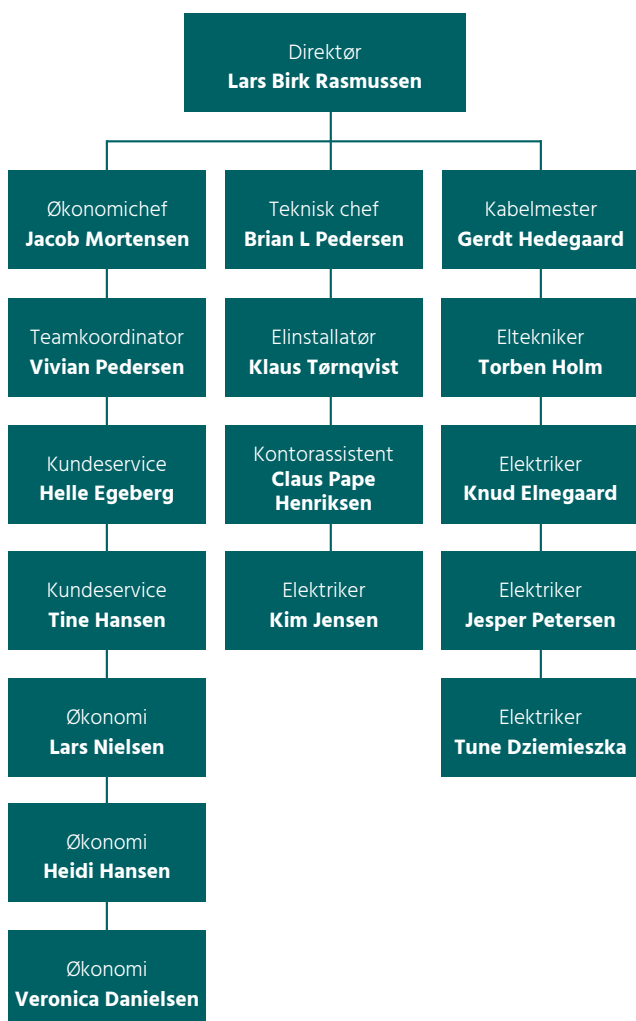 Direktør
Lars Birk Rasmussen
Økonomichef
Jacob Mortensen
Teamkoordinator
Vivian Pedersen
Kundeservice
Helle Egeberg
Kundeservice
Tine Hansen
Økonomi
Lars Nielsen
Økonomi
Heidi Hansen
Økonomi
Veronica Danielsen
Teknisk chef
Brian L Pedersen
Elinstallatør
Klaus Tørnqvist
Kontorassistent
Claus Pape
Henriksen
Elektriker
Kim Jensen
Kabelmester
Gerdt Hedegaard
Eltekniker
Torben Holm
Elektriker
Knud Elnegaard
Elektriker
Jesper Petersen
Elektriker
Tune Dziemieszka